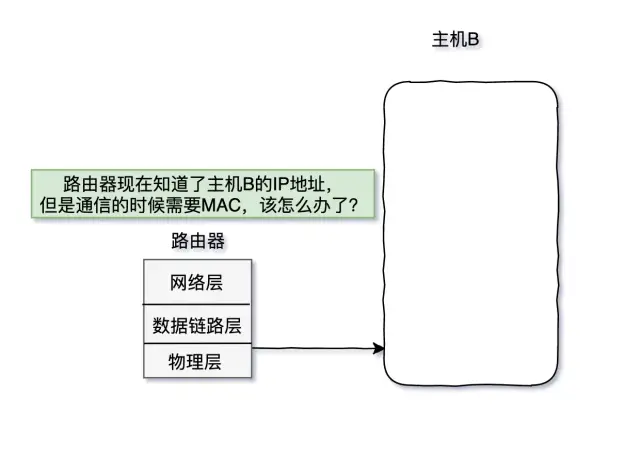 主机B
路由器现在知道了主机B的IP地址，
但是通信的时候需要MAC，该怎么办了？
路由器
网络层
数据链路层
物理层